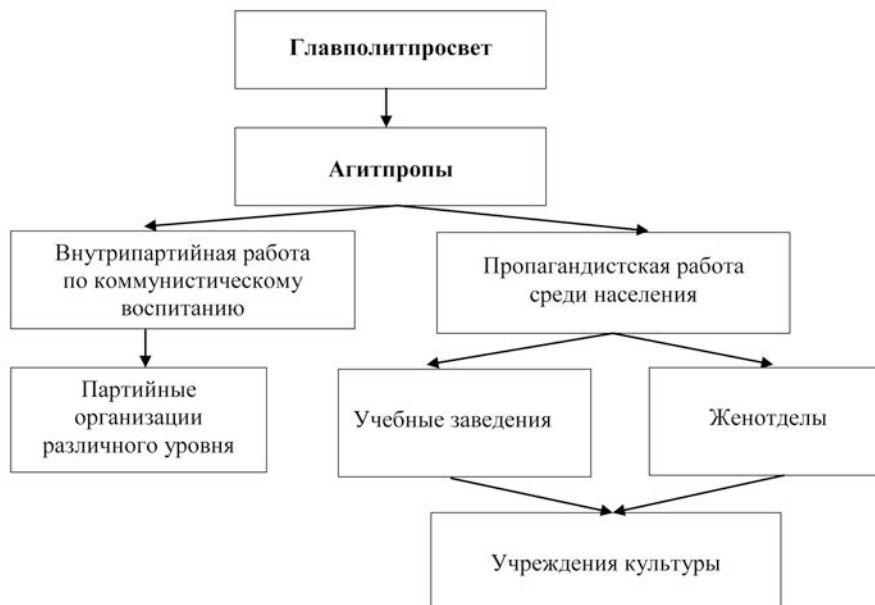 Главполитпросвет
Агитпропы
Внутрипартийная работа
по коммунистическому
воспитанию
Пропагандистская работа
среди населения
Партийные
организации
различного уровня
Учебные заведения
Женотделы
Учреждения культуры